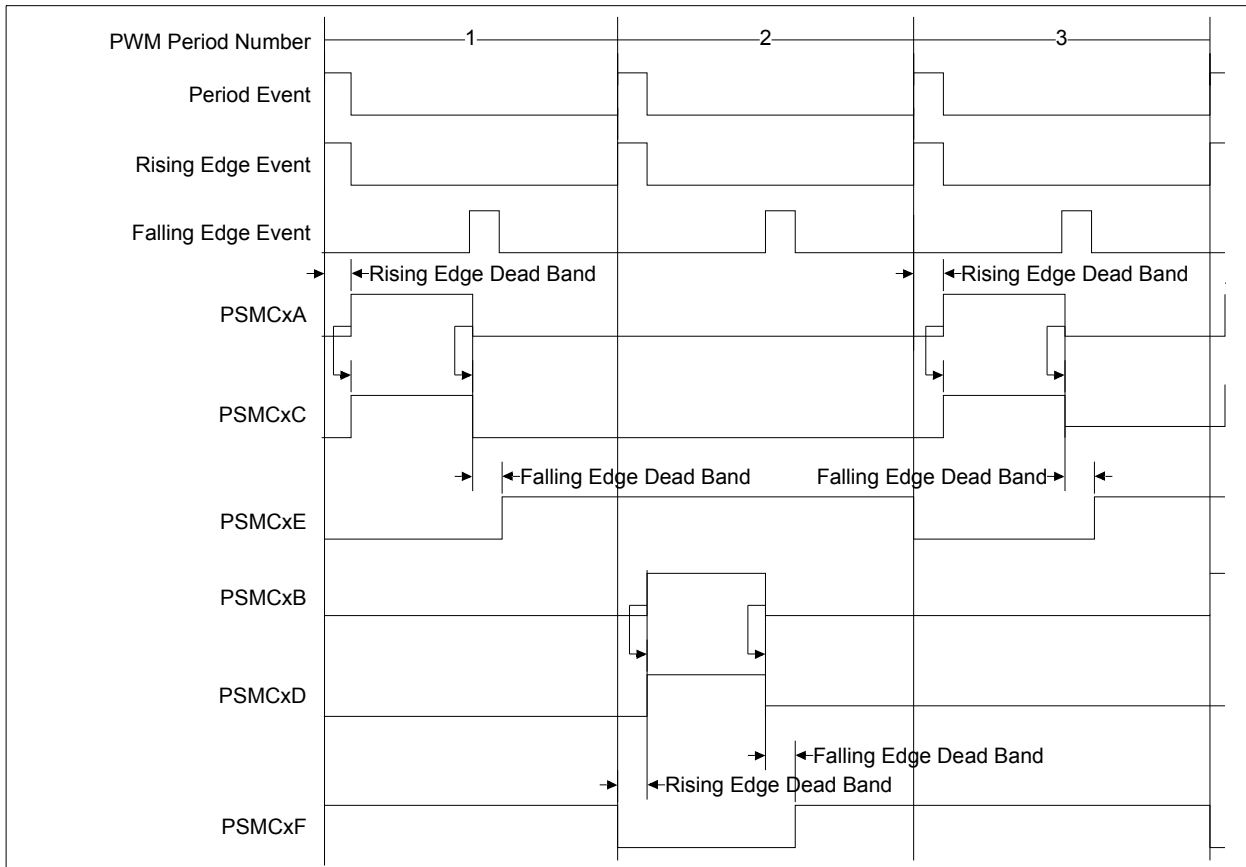 PWM Period Number
1
2
3
Period Event
Rising Edge Event
Falling Edge Event
Rising Edge Dead Band
Rising Edge Dead Band
PSMCxA
PSMCxC
Falling Edge Dead Band
Falling Edge Dead Band
PSMCxE
PSMCxB
PSMCxD
Falling Edge Dead Band
Rising Edge Dead Band
PSMCxF